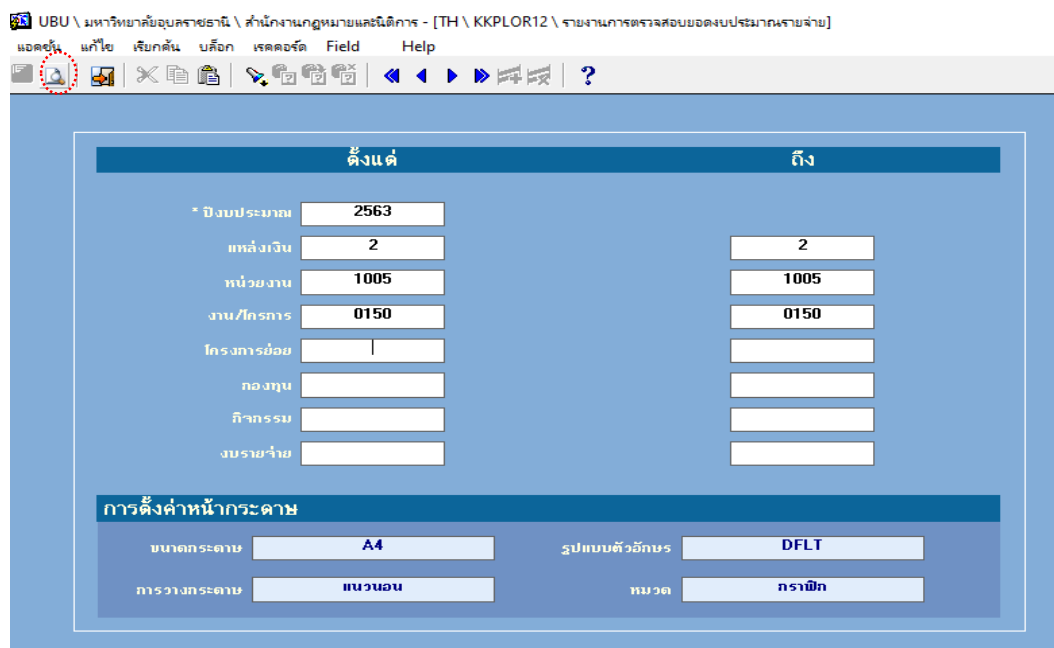 UBU \ มหาวิทยาลัยอุบลราชธานี \ สำนักงานกฎหมายและนิติการ - [TH \ KKPLOR12 \ รายงานการตรวจสอบยอดงบประมาณรายจ่าย]
แอคชั่น แก้ไข เรียกค้น บล็อก เรคคอร์ด Field Help
?
ตั้งแต่ ถึง
* ปีงบประมาณ 2563
แหล่งเงิน 2 2
หน่วยงาน 1005 1005
งาน/โครการ 0150 0150
โครงการย่อย
กองทุน
กิจกรรม
งบรายจ่าย
การตั้งค่าหน้ากระดาษ
ขนาดกระดาษ A4 รูปแบบตัวอักษร DFLT
การวางกระดาษ แนวนอน หมวด กราฟิก